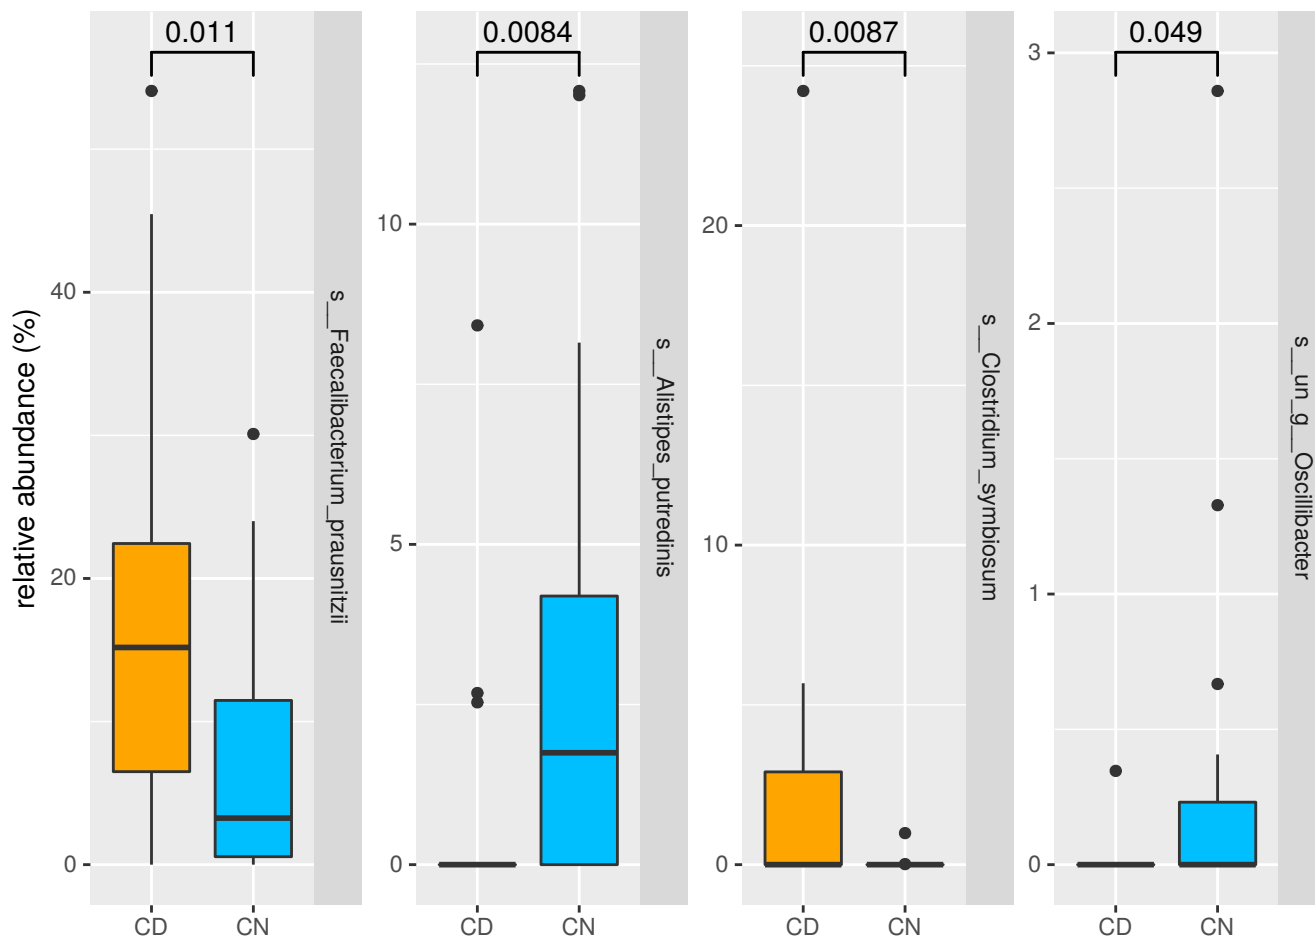 relative abundance (%)
0.011
40
20
0
CD CN
s__Faecalibacterium_prausnitzii
0.0084
10
5
0
CD CN
s__Alistipes_putredinis
0.0087
20
10
0
CD CN
s__Clostridium_symbiosum
0.049
3
2
1
0
CD CN
s__un_g__Oscillibacter